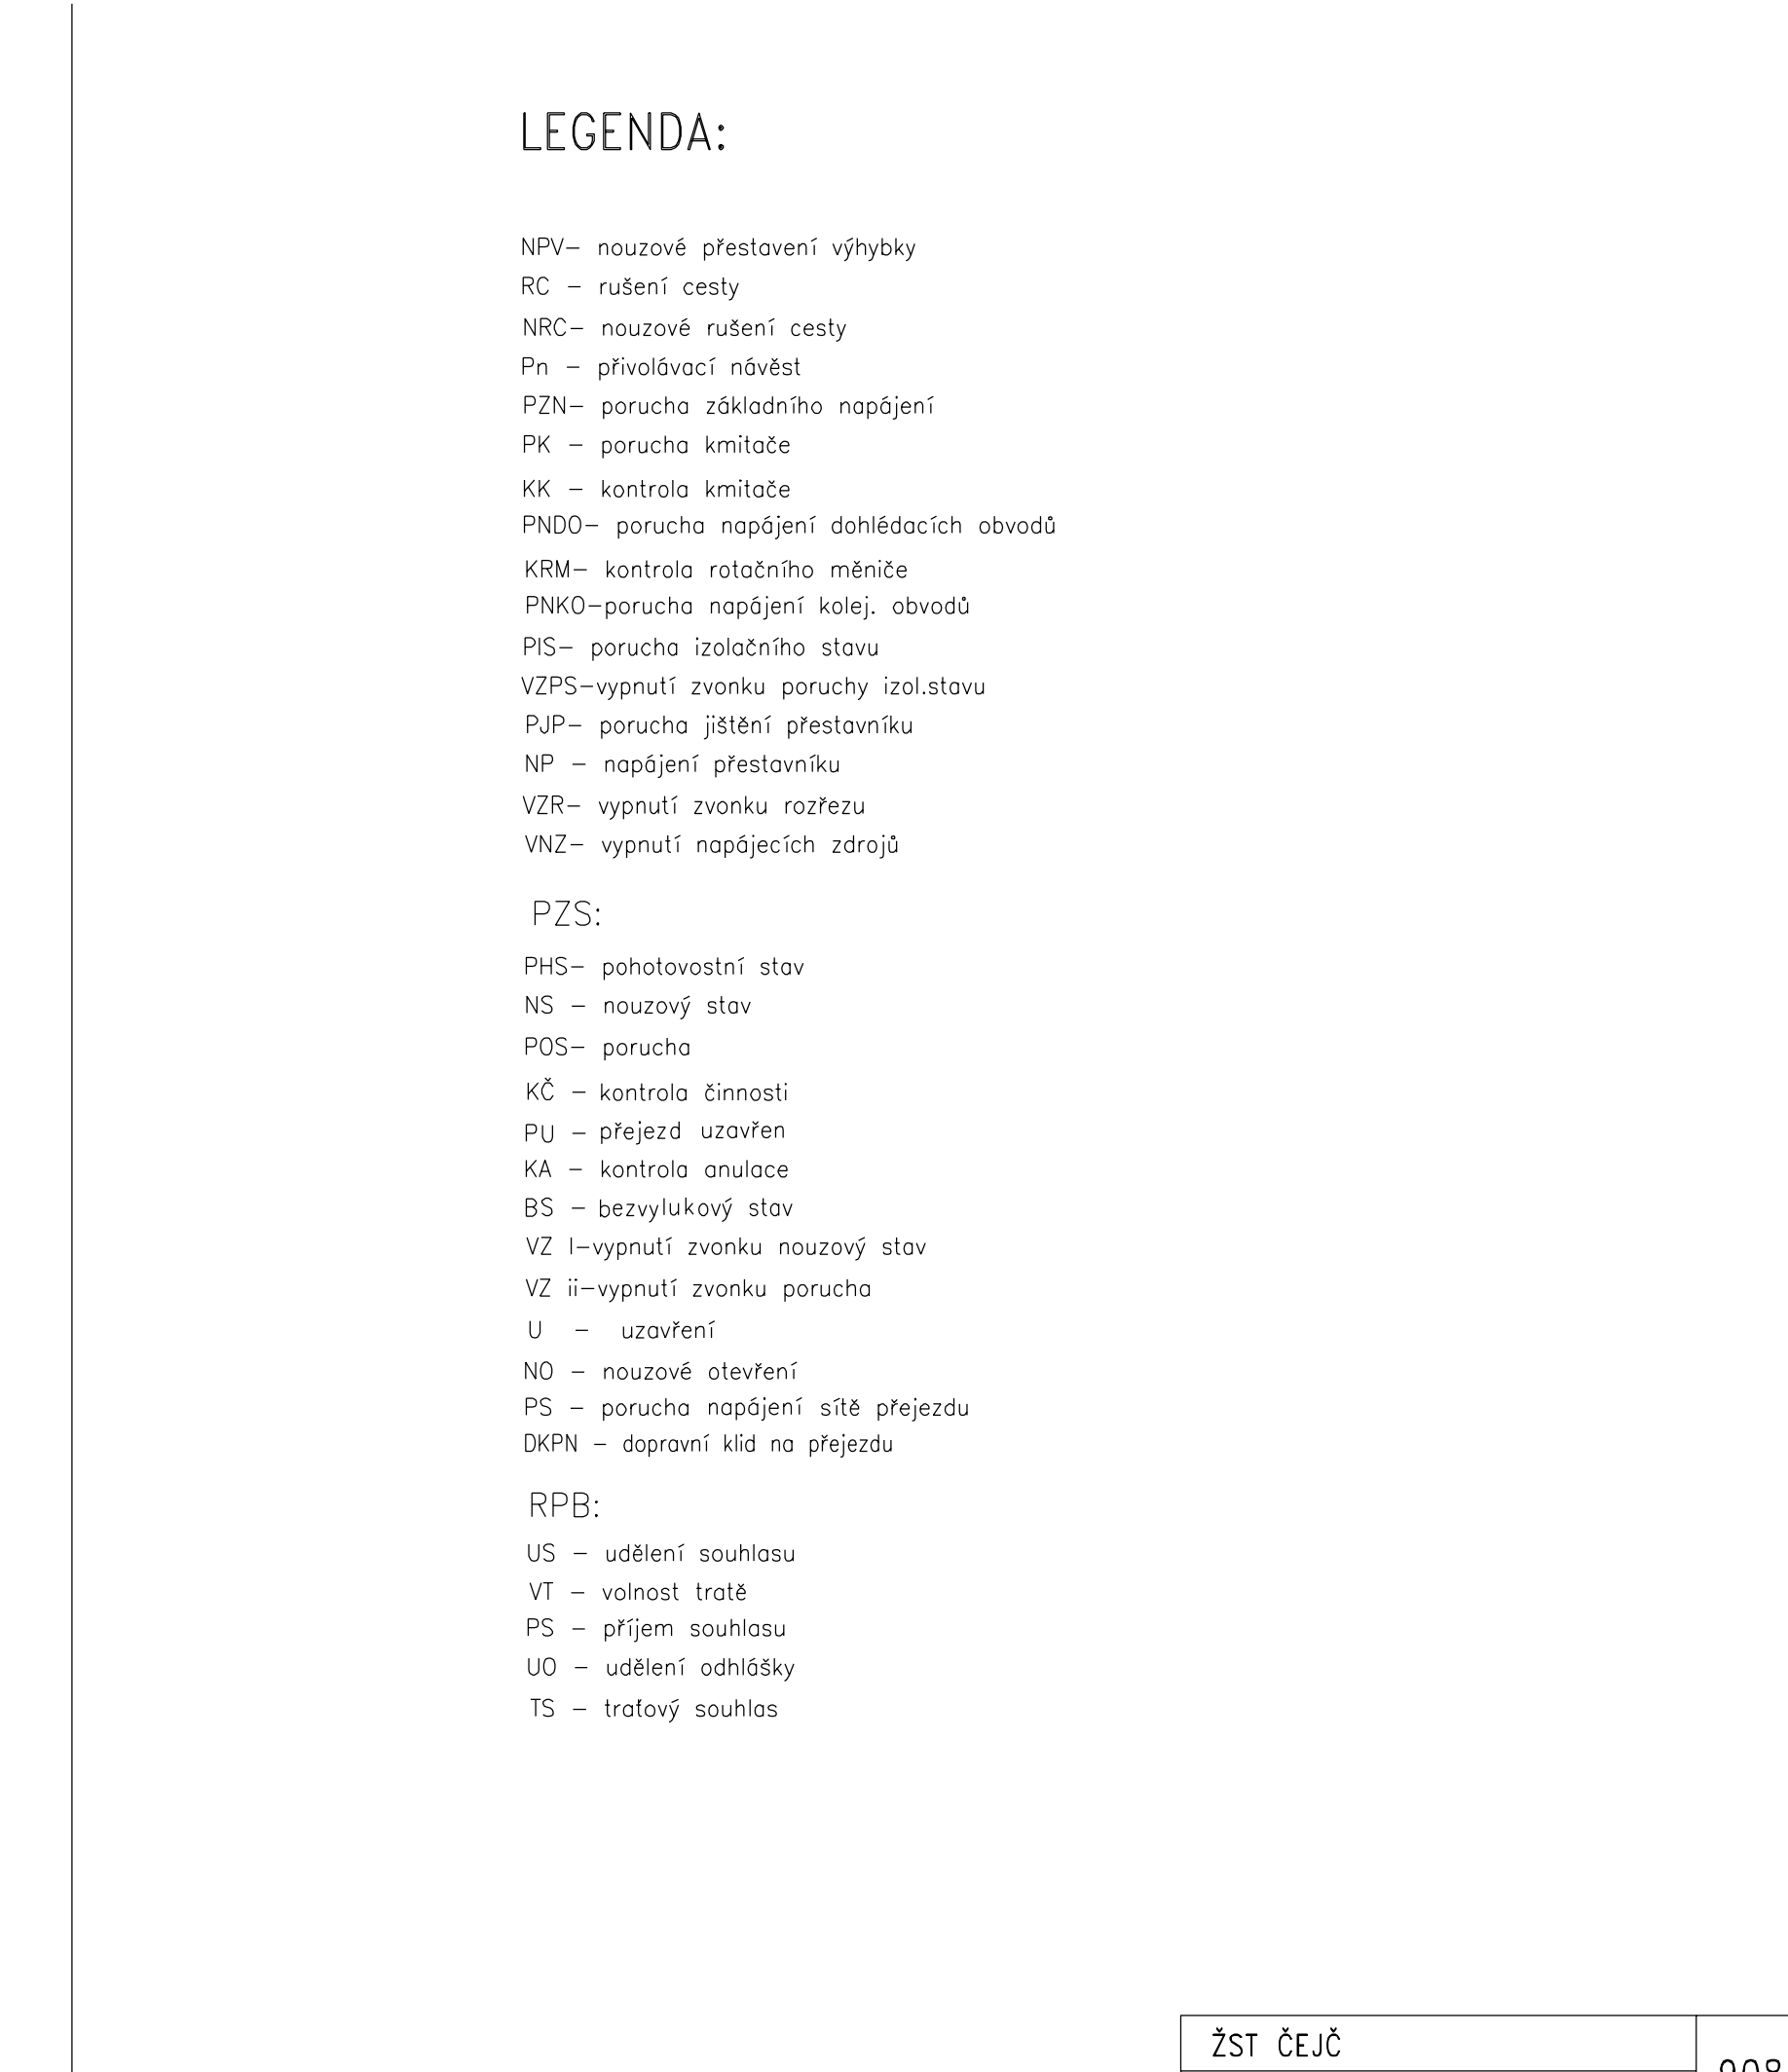 LEGENDA:
NPV– nouzové přestavení výhybky
RC – rušení cesty
NRC– nouzové rušení cesty
Pn – přivolávací návěst
PZN– porucha základního napájení
PK – porucha kmitače
KK – kontrola kmitače
PNDO– porucha napájení dohlédacích obvodů
KRM– kontrola rotačního měniče
PNKO–porucha napájení kolej. obvodů
PIS– porucha izolačního stavu
VZPS–vypnutí zvonku poruchy izol.stavu
PJP– porucha jištění přestavníku
NP – napájení přestavníku
VZR– vypnutí zvonku rozřezu
VNZ– vypnutí napájecích zdrojů
PZS:
PHS– pohotovostní stav
NS – nouzový stav
POS– porucha
KČ – kontrola činnosti
PU – přejezd uzavřen
KA – kontrola anulace
BS – bezvylukový stav
VZ I–vypnutí zvonku nouzový stav
VZ ii–vypnutí zvonku porucha
U – uzavření
NO – nouzové otevření
PS – porucha napájení sítě přejezdu
DKPN – dopravní klid na přejezdu
RPB:
US – udělení souhlasu
VT – volnost tratě
PS – příjem souhlasu
UO – udělení odhlášky
TS – traťový souhlas
ŽST ČEJČ